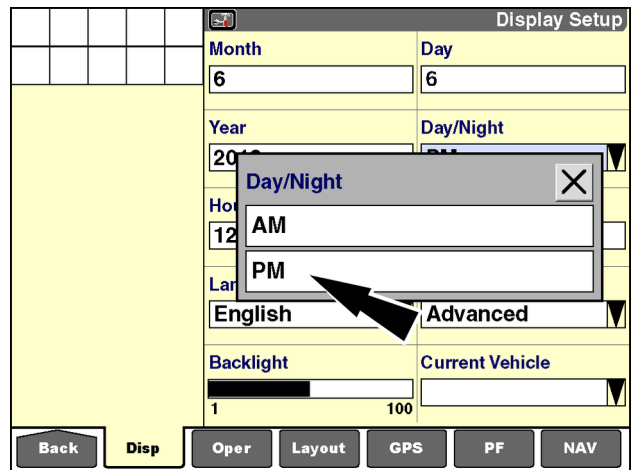 Display Setup
Month
Day
6
6
Year
Day/Night
Day/Night
AM
PM
12
English
Advanced
Backlight
Current Vehicle
1
100
Back
Disp
Oper
Layout
GPS
PF
NAV